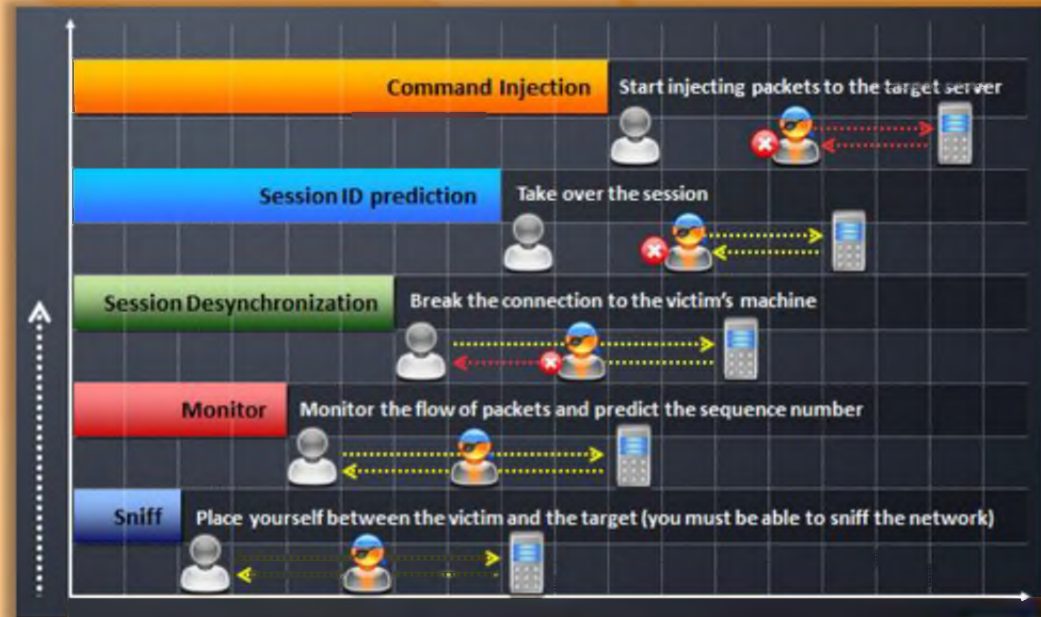 Command Injection
Start injecting packets to the target server
Session ID prediction
Take over the session
Session Desynchronization
Break the connection to the victim's machine
Monitor
Monitor the flow of packets and predict the sequence number
Sniff
Place yourself between the victim and the target (you must be able to sniff the network)